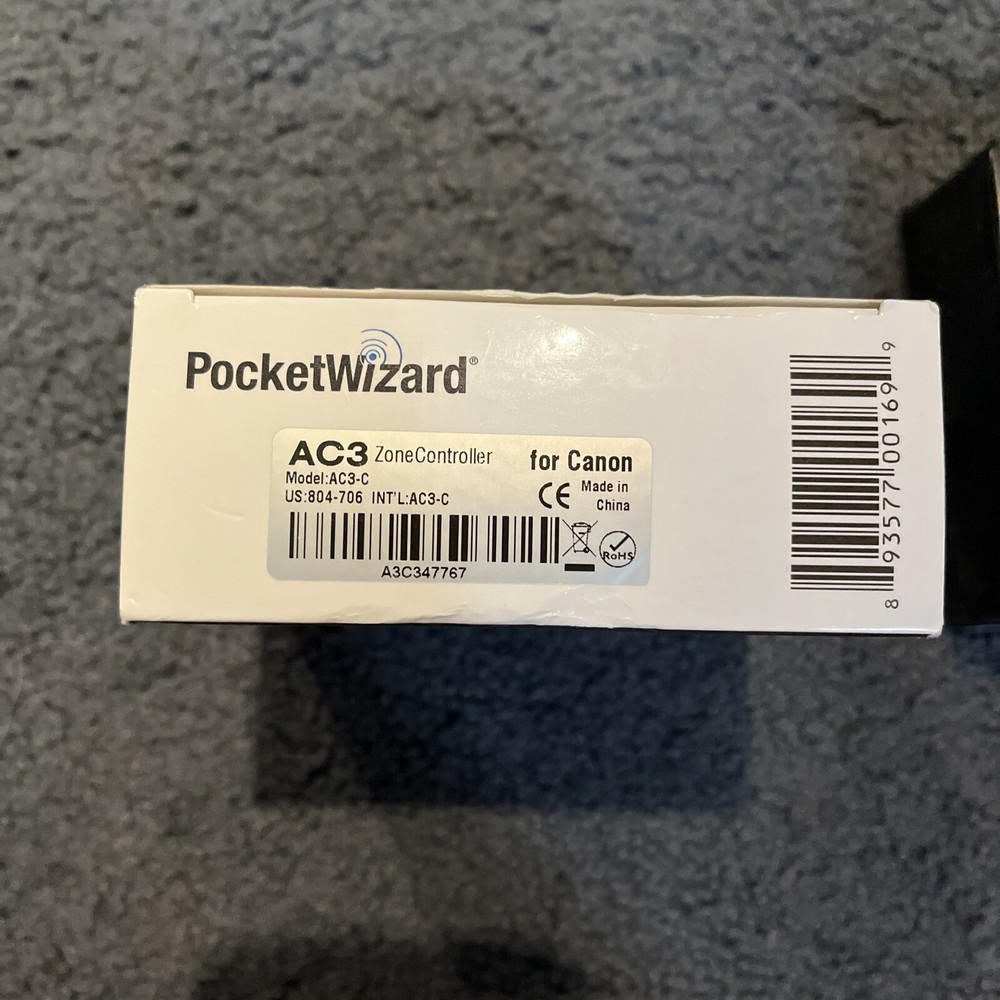 PocketWizard®
AC3 ZoneController for Canon
Model:AC3-C
US:804-706 INT'L:AC3-C
CE Made in
China
RoHS
A3C347767
8 93577 00169 9